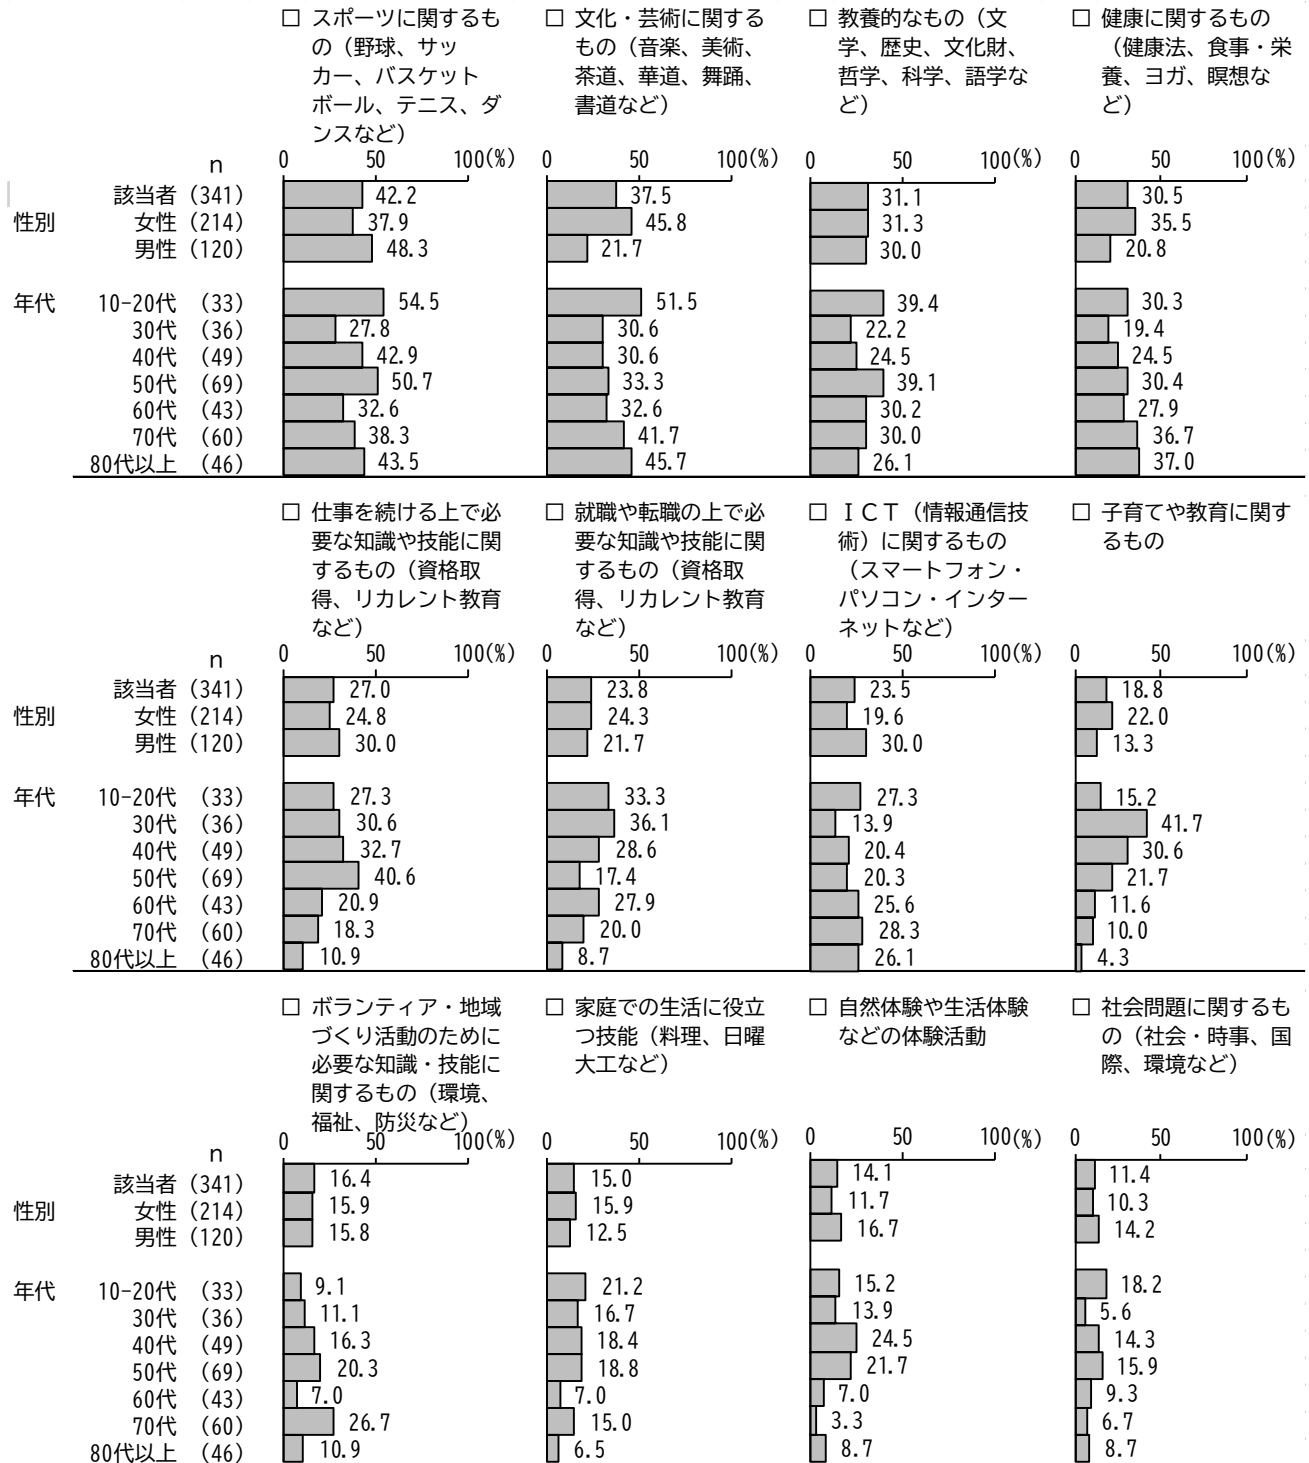 □ スポーツに関するも □ 文化・芸術に関する □ 教養的なもの（文 □ 健康に関するもの
の（野球、サッ もの（音楽、美術、 学、歴史、文化財、 （健康法、食事・栄
カー、バスケット 茶道、華道、舞踊、 哲学、科学、語学な 養、ヨガ、瞑想な
ボール、テニス、ダ 書道など） ど） ど）
ンスなど）
n 0 50 100(%) 0 50 100(%) 0 50 100(%) 0 50 100(%)
該当者 (341) 42.2 37.5 31.1 30.5
性別 女性 (214) 37.9 45.8 31.3 35.5
男性 (120) 48.3 21.7 30.0 20.8
年代 10-20代 (33) 54.5 51.5 39.4 30.3
30代 (36) 27.8 30.6 22.2 19.4
40代 (49) 42.9 30.6 24.5 24.5
50代 (69) 50.7 33.3 39.1 30.4
60代 (43) 32.6 32.6 30.2 27.9
70代 (60) 38.3 41.7 30.0 36.7
80代以上 (46) 43.5 45.7 26.1 37.0
□ 仕事を続ける上で必 □ 就職や転職の上で必 □ ＩＣＴ（情報通信技 □ 子育てや教育に関す
要な知識や技能に関 要な知識や技能に関 術）に関するもの るもの
するもの（資格取 するもの（資格取 （スマートフォン・
得、リカレント教育 得、リカレント教育 パソコン・インター
など） など） ネットなど）
n 0 50 100(%) 0 50 100(%) 0 50 100(%) 0 50 100(%)
該当者 (341) 27.0 23.8 23.5 18.8
性別 女性 (214) 24.8 24.3 19.6 22.0
男性 (120) 30.0 21.7 30.0 13.3
年代 10-20代 (33) 27.3 33.3 27.3 15.2
30代 (36) 30.6 36.1 13.9 41.7
40代 (49) 32.7 28.6 20.4 30.6
50代 (69) 40.6 17.4 20.3 21.7
60代 (43) 20.9 27.9 25.6 11.6
70代 (60) 18.3 20.0 28.3 10.0
80代以上 (46) 10.9 8.7 26.1 4.3
□ ボランティア・地域 □ 家庭での生活に役立 □ 自然体験や生活体験 □ 社会問題に関するも
づくり活動のために つ技能（料理、日曜 などの体験活動 の（社会・時事、国
必要な知識・技能に 大工など） 際、環境など）
関するもの（環境、
福祉、防災など）
n 0 50 100(%) 0 50 100(%) 0 50 100(%) 0 50 100(%)
該当者 (341) 16.4 15.0 14.1 11.4
性別 女性 (214) 15.9 15.9 11.7 10.3
男性 (120) 15.8 12.5 16.7 14.2
年代 10-20代 (33) 9.1 21.2 15.2 18.2
30代 (36) 11.1 16.7 13.9 5.6
40代 (49) 16.3 18.4 24.5 14.3
50代 (69) 20.3 18.8 21.7 15.9
60代 (43) 7.0 7.0 7.0 9.3
70代 (60) 26.7 15.0 3.3 6.7
80代以上 (46) 10.9 6.5 8.7 8.7